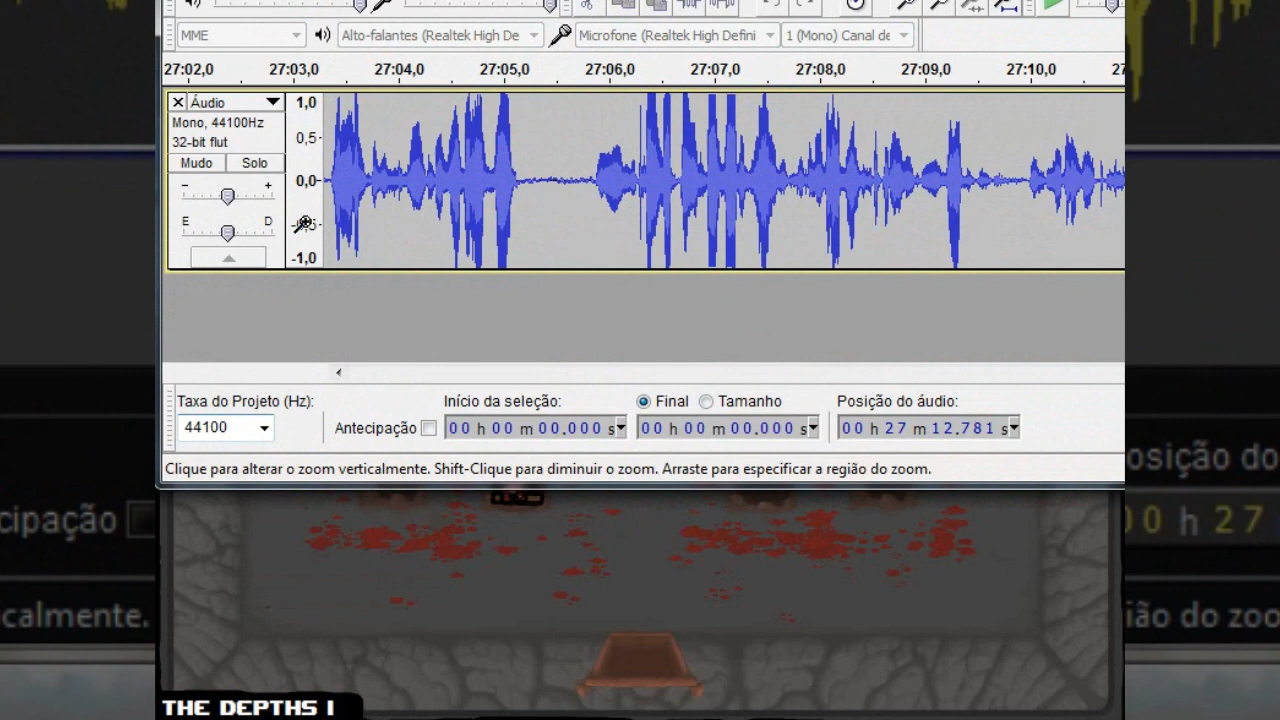 MME Alto-falantes (Realtek High De Microfone (Realtek High Defini 1 (Mono) Canal de
27:02,0 27:03,0 27:04,0 27:05,0 27:06,0 27:07,0 27:08,0 27:09,0 27:10,0 27
Áudio
Mono, 44100Hz
32-bit flut
Mudo Solo
- +
E D
1,0
0,5-
0,0-
-1,0
Taxa do Projeto (Hz): Início da seleção: Final Tamanho Posição do áudio:
44100 Antecipação 00 h 00 m 00.000 s 00 h 00 m 00.000 s 00 h 27 m 12.781 s
Clique para alterar o zoom verticalmente. Shift-Clique para diminuir o zoom. Arraste para especificar a região do zoom.
osição do
cipação
0 h 27
calmente.
ião do zoo
THE DEPTHS I